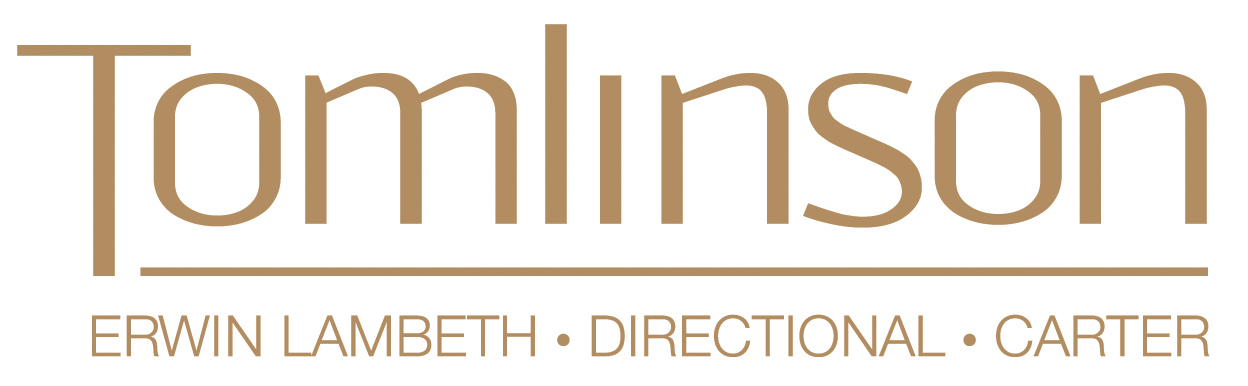 Tomlinson
ERWIN LAMBETH • DIRECTIONAL • CARTER